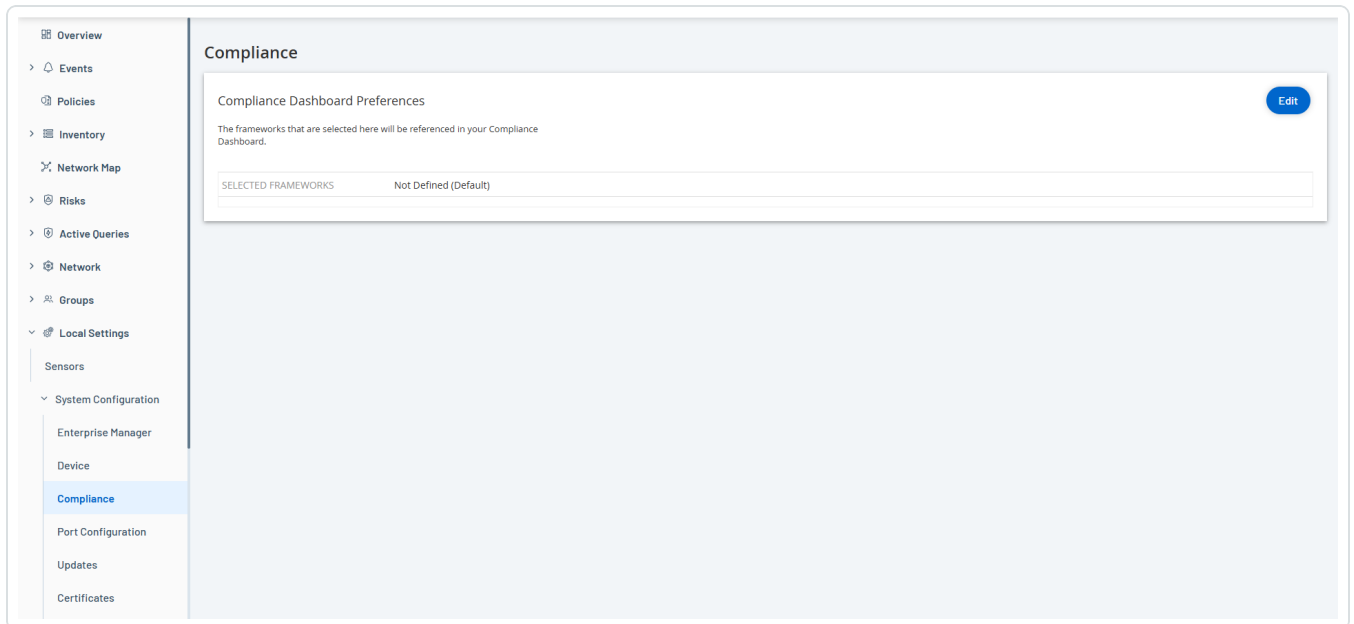 Overview
Events
Policies
Inventory
Network Map
Risks
Active Queries
Network
Groups
Local Settings
Sensors
System Configuration
Enterprise Manager
Device
Compliance
Port Configuration
Updates
Certificates
Compliance
Compliance Dashboard Preferences
Edit
The frameworks that are selected here will be referenced in your Compliance
Dashboard.
SELECTED FRAMEWORKS Not Defined (Default)